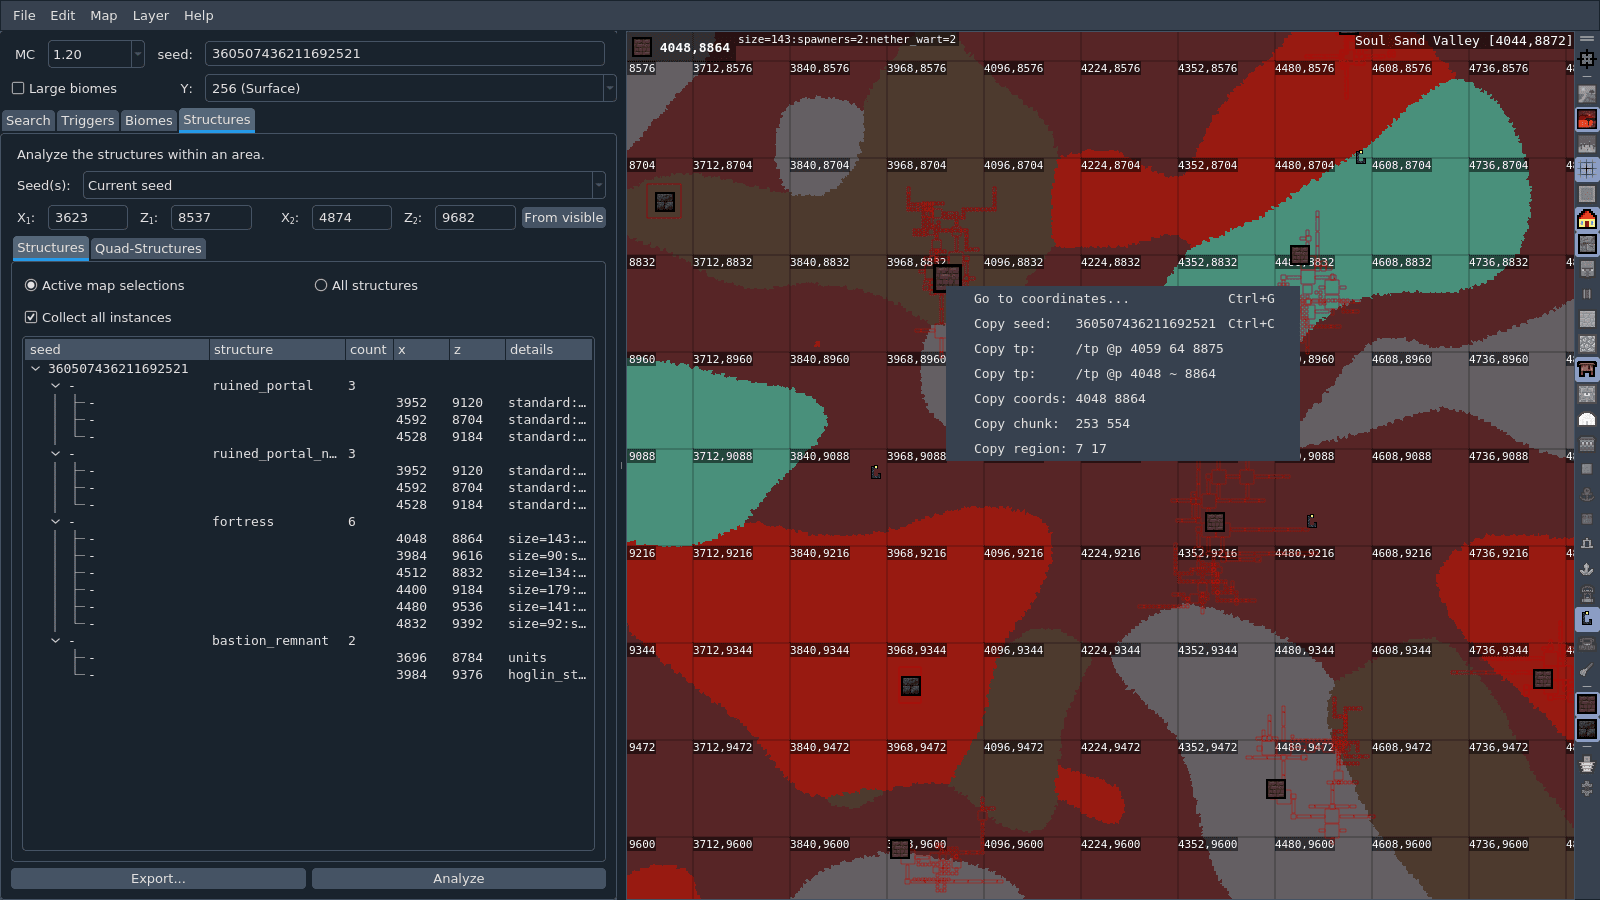 File Edit Map Layer Help
MC 1.20 seed: 360507436211692521
Large biomes Y: 256 (Surface)
Search Triggers Biomes Structures
Analyze the structures within an area.
Seed(s): Current seed
X₁: 3623 Z₁: 8537 X₂: 4874 Z₂: 9682 From visible
Structures Quad-Structures
Active map selections All structures
Collect all instances
seed structure count x z details
360507436211692521
- ruined_portal 3
- 3952 9120 standard:…
- 4592 8704 standard:…
- 4528 9184 standard:…
- ruined_portal_n… 3
- 3952 9120 standard:…
- 4592 8704 standard:…
- 4528 9184 standard:…
- fortress 6
- 4048 8864 size=143:…
- 3984 9616 size=90:s…
- 4512 8832 size=134:…
- 4400 9184 size=179:…
- 4480 9536 size=141:…
- 4832 9392 size=92:s…
- bastion_remnant 2
- 3696 8784 units
- 3984 9376 hoglin_st…
Export... Analyze
4048,8864 size=143:spawners=2:nether_wart=2 Soul Sand Valley [4044,8872]
8576 3712,8576 3840,8576 3968,8576 4096,8576 4224,8576 4352,8576 4480,8576 4608,8576 4736,8576
8704 3712,8704 3840,8704 3968,8704 4096,8704 4224,8704 4352,8704 4480,8704 4608,8704 4736,8704
8832 3712,8832 3840,8832 3968,8832 4096,8832 4224,8832 4352,8832 4480,8832 4608,8832 4736,8832
Go to coordinates... Ctrl+G
Copy seed: 360507436211692521 Ctrl+C
Copy tp: /tp @p 4059 64 8875
Copy tp: /tp @p 4048 ~ 8864
Copy coords: 4048 8864
Copy chunk: 253 554
Copy region: 7 17
8960 3712,8960 3840,8960 3968,8960 8960 4608,8960 4736,8960
9088 3712,9088 3840,9088 3968,9088 9088 4608,9088 4736,9088
9216 3712,9216 3840,9216 3968,9216 4096,9216 4224,9216 4352,9216 4480,9216 4608,9216 4736,9216
9344 3712,9344 3840,9344 3968,9344 4096,9344 4224,9344 4352,9344 4480,9344 4608,9344 4736,9344
9472 3712,9472 3840,9472 3968,9472 4096,9472 4224,9472 4352,9472 4480,9472 4608,9472 4736,9472
9600 3712,9600 3840,9600 3968,9600 4096,9600 4224,9600 4352,9600 4480,9600 4608,9600 4736,9600